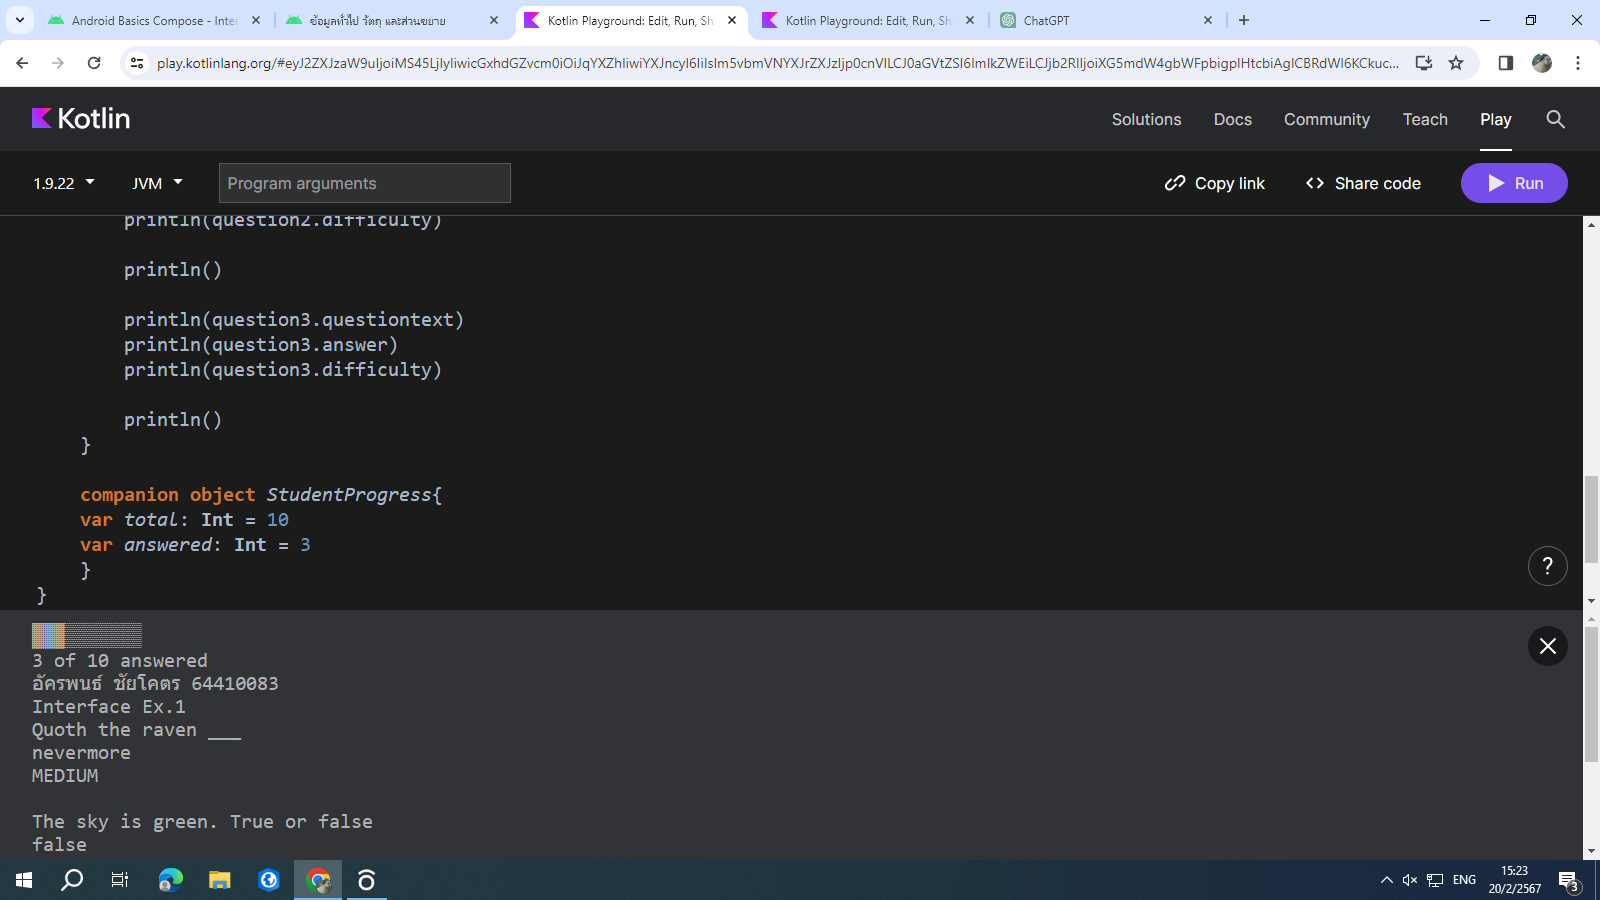 Android Basics Compose - Inter
ข้อมูลทั่วไป วัตถุ และส่วนขยาย
Kotlin Playground: Edit, Run, Sh
Kotlin Playground: Edit, Run, Sh
ChatGPT
Kotlin
Solutions
Docs
Community
Teach
Play
1.9.22
JVM
Program arguments
Copy link
Share code
Run
println(question2.difficulty)
println()
println(question3.questiontext)
println(question3.answer)
println(question3.difficulty)
println()
}
companion object StudentProgress{
var total: Int = 10
var answered: Int = 3
}
}
?
3 of 10 answered
อัครพนธ์ ชัยโคตร 64410083
Interface Ex.1
Quoth the raven ___
nevermore
MEDIUM
The sky is green. True or false
false
ENG
15:23
20/2/2567
3